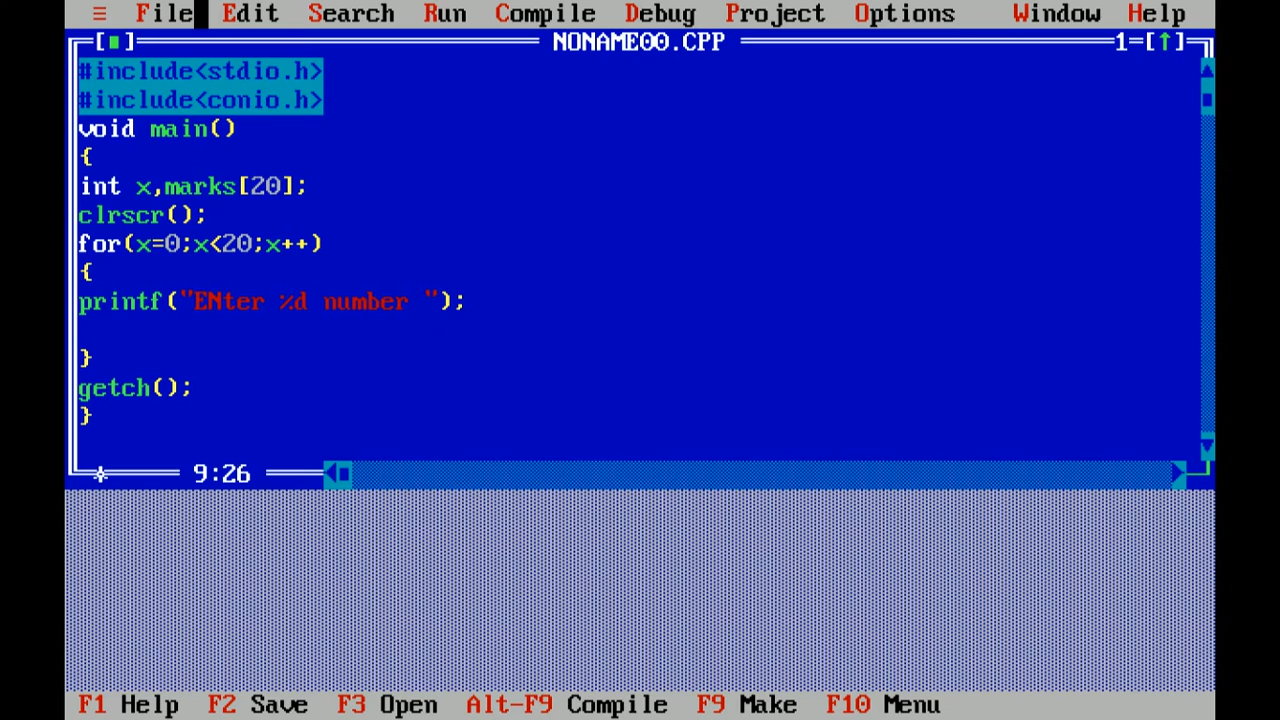 ≡ File Edit Search Run Compile Debug Project Options Window Help
[■] NONAME00.CPP 1=[↑]
#include<stdio.h>
#include<conio.h>
void main()
{
int x,marks[20];
clrscr();
for(x=0;x<20;x++)
{
printf("ENter %d number ");
}
getch();
}
9:26
F1 Help F2 Save F3 Open Alt-F9 Compile F9 Make F10 Menu